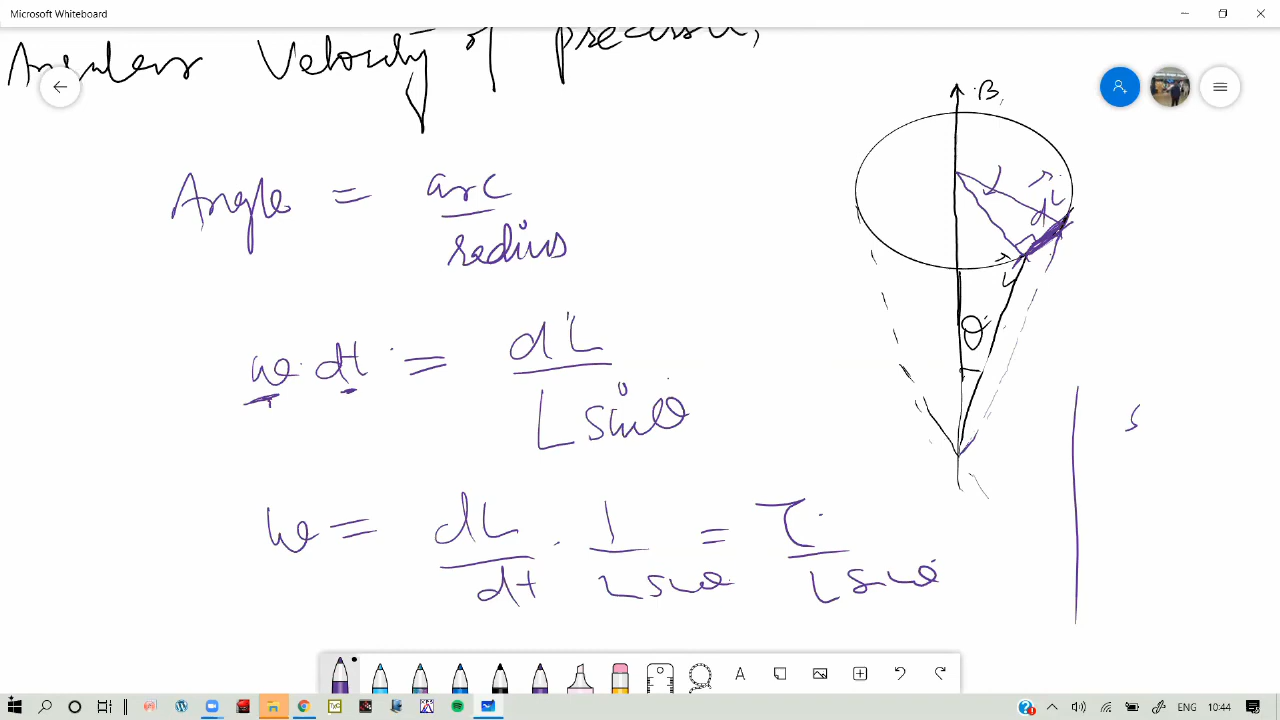 Microsoft Whiteboard
Angular Velocity of precession,
B,
Angle = arc / radius
dL
L
θ
w. dt = dL / L sinθ
s
w = dL / dt . 1 / L sinθ = τ / L sinθ
A
ENG 10:44